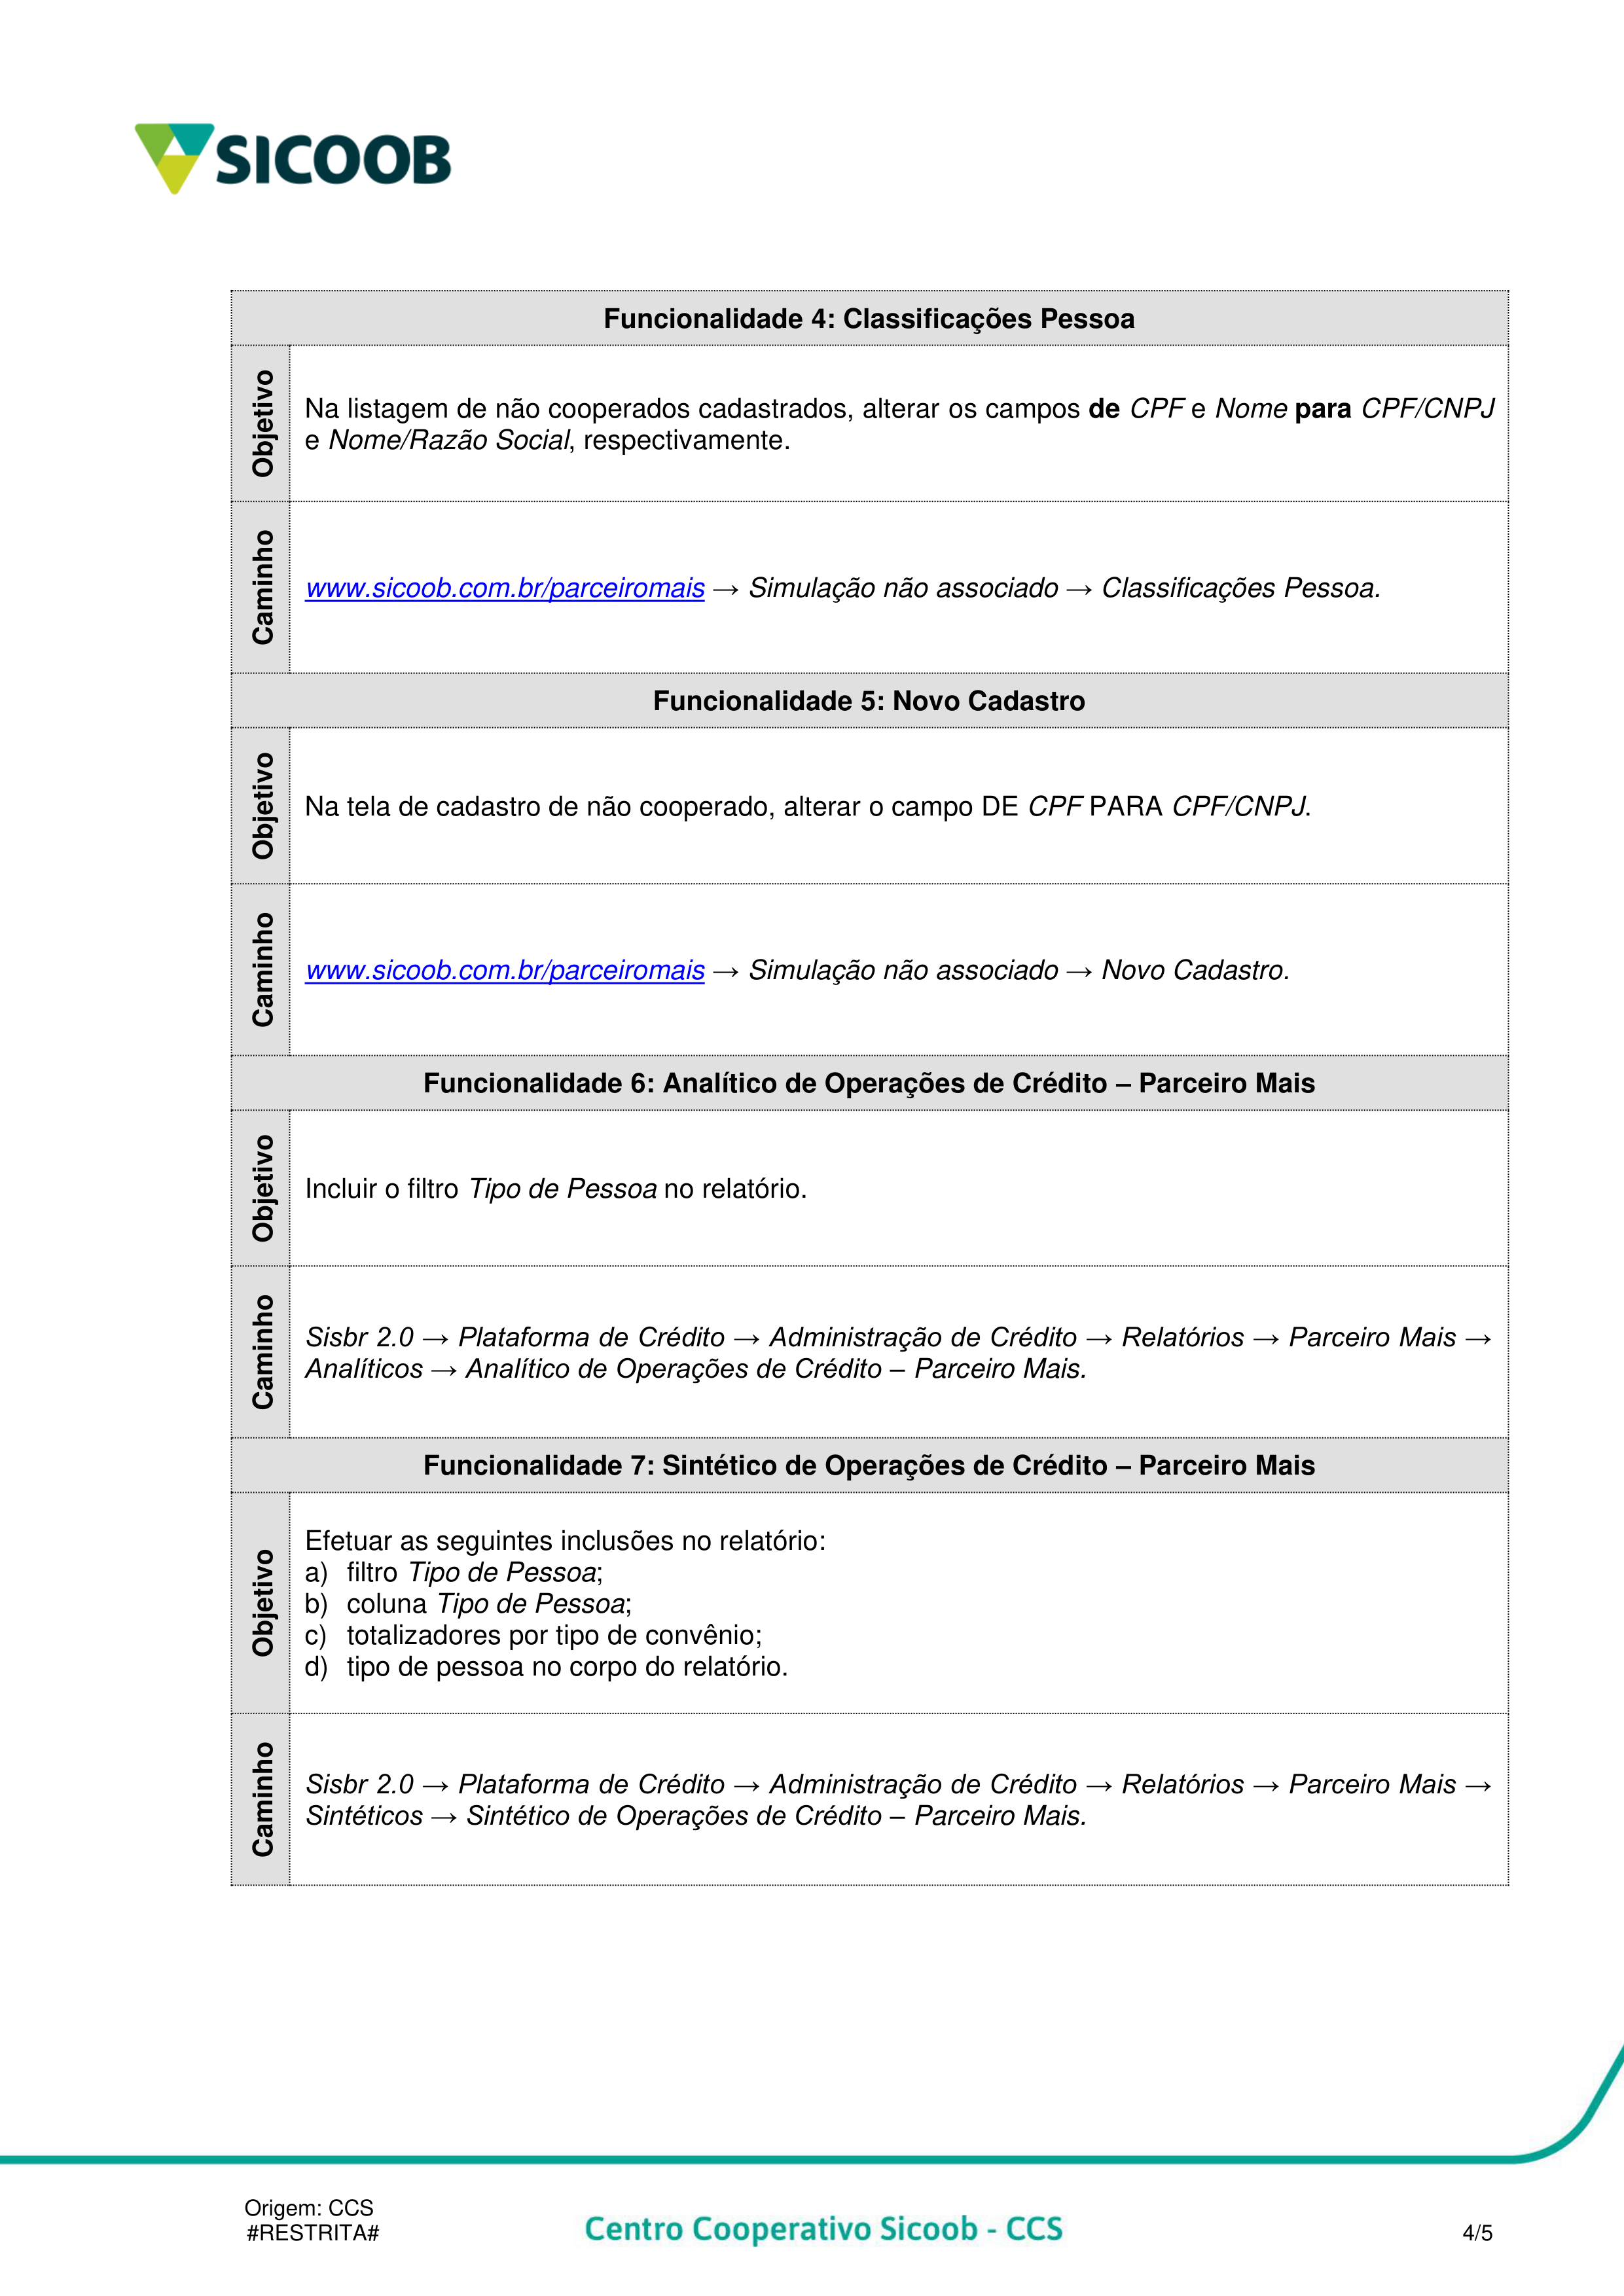 SICOOB
Funcionalidade 4: Classificações Pessoa
Objetivo
Na listagem de não cooperados cadastrados, alterar os campos de CPF e Nome para CPF/CNPJ
e Nome/Razão Social, respectivamente.
Caminho
www.sicoob.com.br/parceiromais → Simulação não associado → Classificações Pessoa.
Funcionalidade 5: Novo Cadastro
Objetivo
Na tela de cadastro de não cooperado, alterar o campo DE CPF PARA CPF/CNPJ.
Caminho
www.sicoob.com.br/parceiromais → Simulação não associado → Novo Cadastro.
Funcionalidade 6: Analítico de Operações de Crédito – Parceiro Mais
Objetivo
Incluir o filtro Tipo de Pessoa no relatório.
Caminho
Sisbr 2.0 → Plataforma de Crédito → Administração de Crédito → Relatórios → Parceiro Mais →
Analíticos → Analítico de Operações de Crédito – Parceiro Mais.
Funcionalidade 7: Sintético de Operações de Crédito – Parceiro Mais
Objetivo
Efetuar as seguintes inclusões no relatório:
a) filtro Tipo de Pessoa;
b) coluna Tipo de Pessoa;
c) totalizadores por tipo de convênio;
d) tipo de pessoa no corpo do relatório.
Caminho
Sisbr 2.0 → Plataforma de Crédito → Administração de Crédito → Relatórios → Parceiro Mais →
Sintéticos → Sintético de Operações de Crédito – Parceiro Mais.
Origem: CCS
#RESTRITA#
Centro Cooperativo Sicoob - CCS
4/5